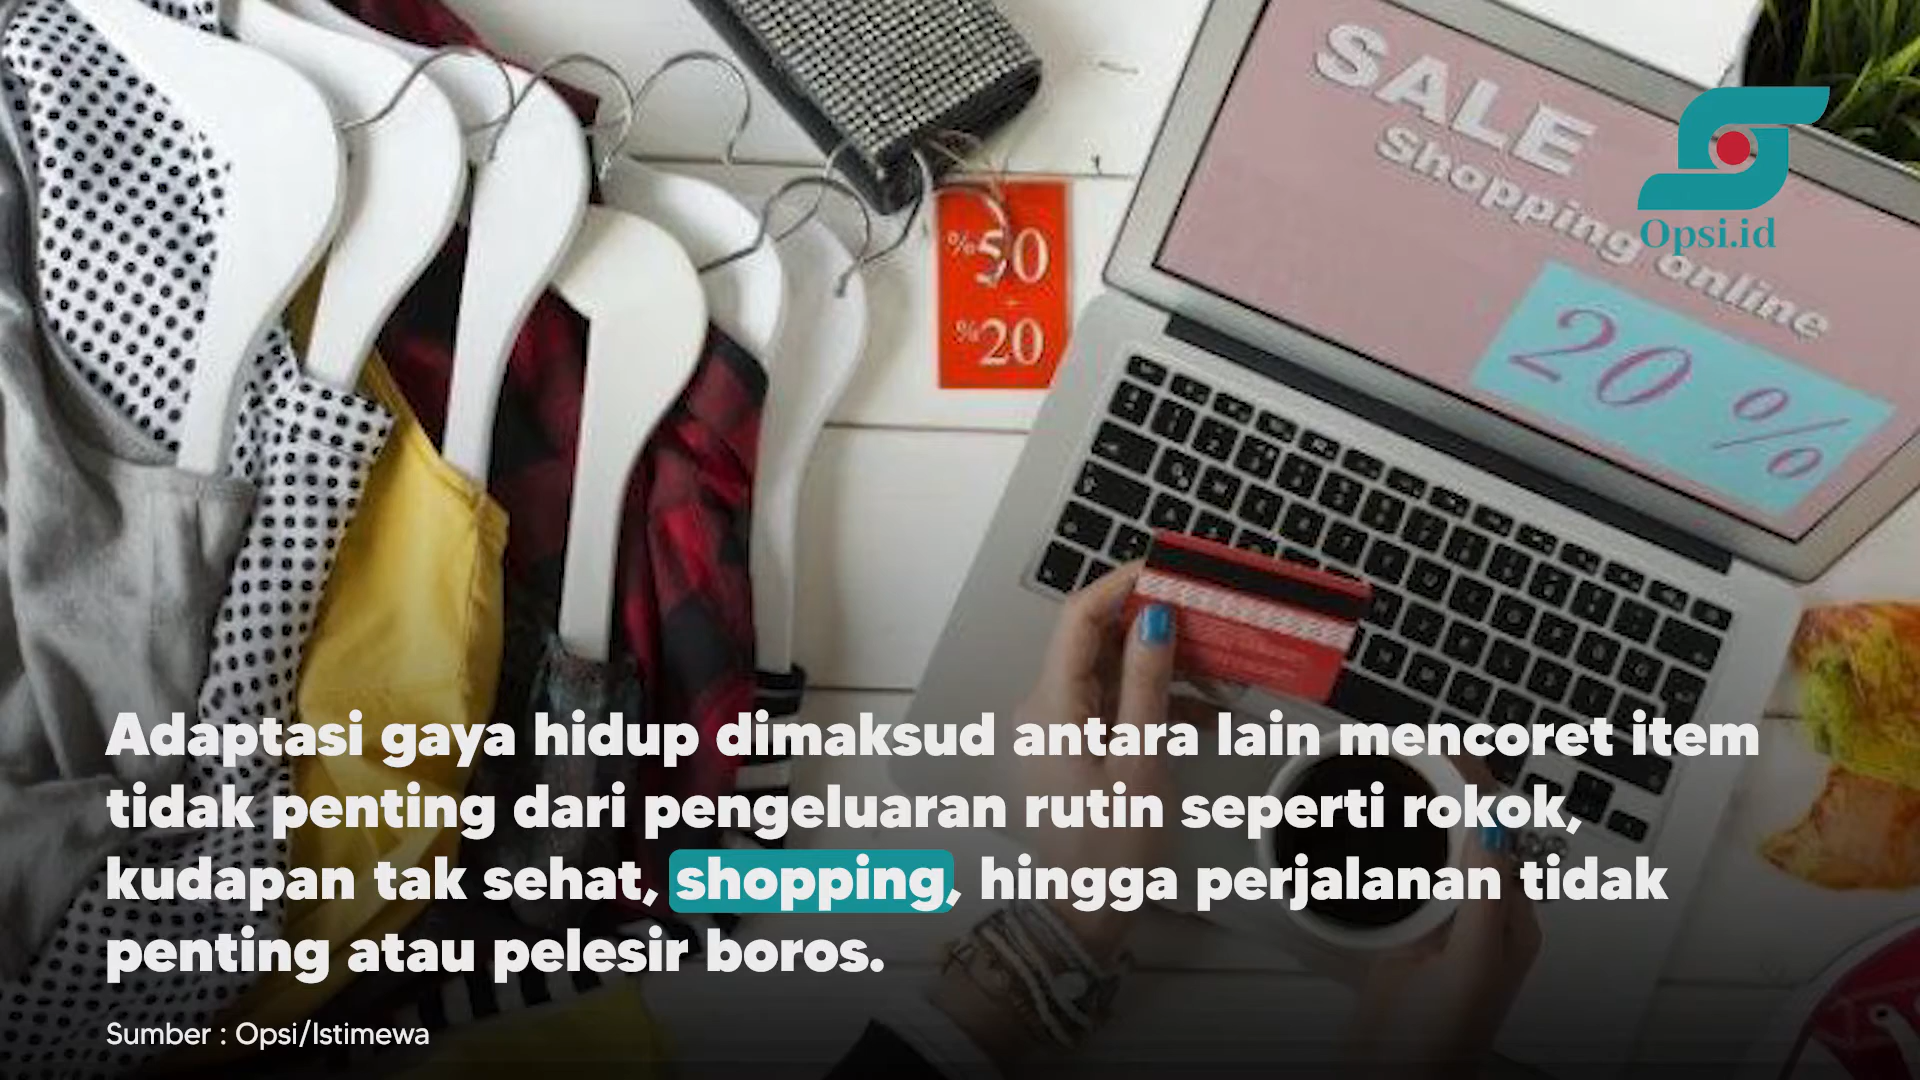 SALE
Shopping online
20 %
Opsi.id
%50
%20
Adaptasi gaya hidup dimaksud antara lain mencoret item
tidak penting dari pengeluaran rutin seperti rokok,
kudapan tak sehat, shopping, hingga perjalanan tidak
penting atau pelesir boros.
Sumber : Opsi/Istimewa